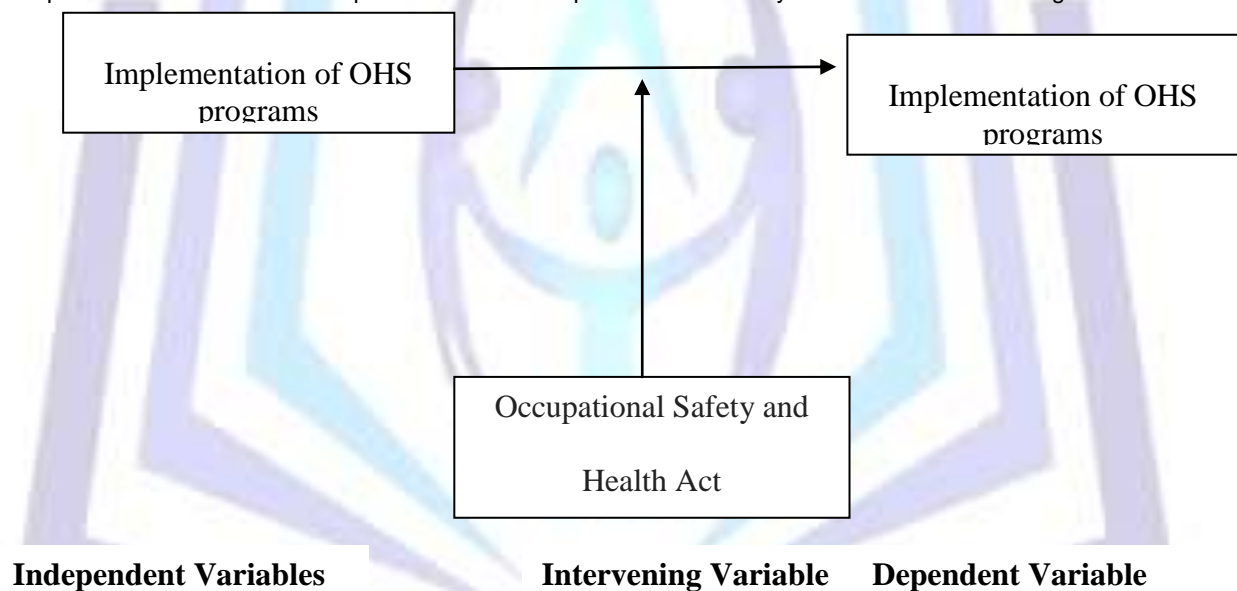 Implementation of OHS
programs
Implementation of OHS
programs
Occupational Safety and
Health Act
Independent Variables
Intervening Variable
Dependent Variable